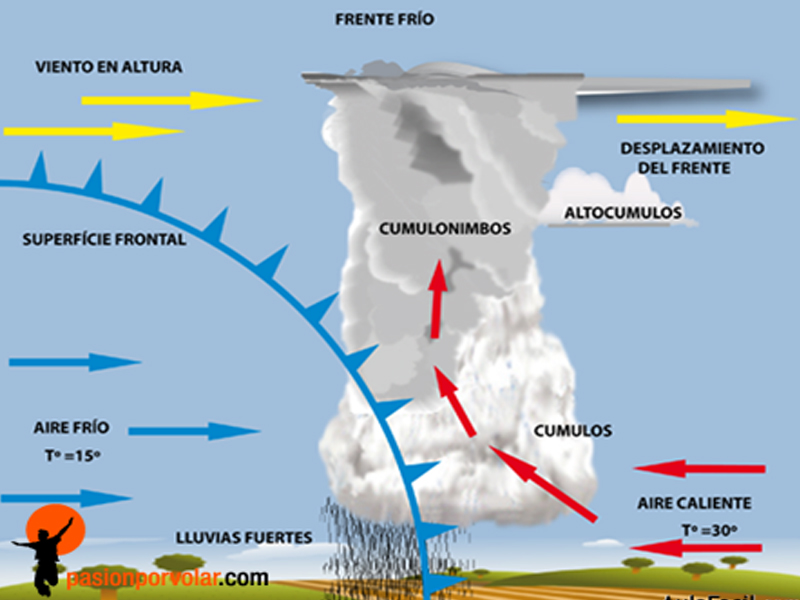 FRENTE FRÍO
VIENTO EN ALTURA
DESPLAZAMIENTO
DEL FRENTE
ALTOCUMULOS
CUMULONIMBOS
SUPERFÍCIE FRONTAL
AIRE FRÍO
Tº =15º
CUMULOS
AIRE CALIENTE
Tº =30º
LLUVIAS FUERTES
pasionporvolar.com